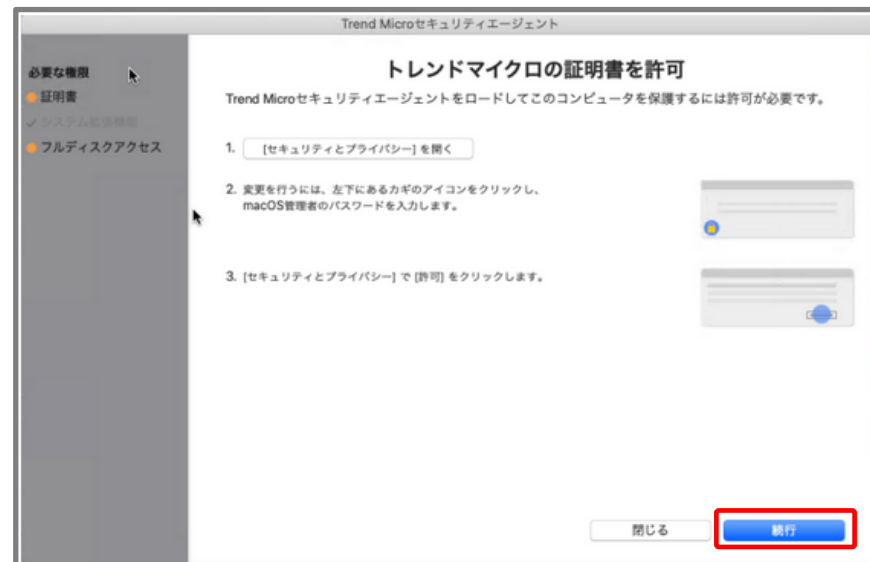 Trend Microセキュリティエージェント
必要な権限
証明書
システム拡張機能
フルディスクアクセス
トレンドマイクロの証明書を許可
Trend Microセキュリティエージェントをロードしてこのコンピュータを保護するには許可が必要です。
1. [セキュリティとプライバシー] を開く
2. 変更を行うには、左下にあるカギのアイコンをクリックし、
macOS管理者のパスワードを入力します。
3. [セキュリティとプライバシー] で [許可] をクリックします。
閉じる
続行